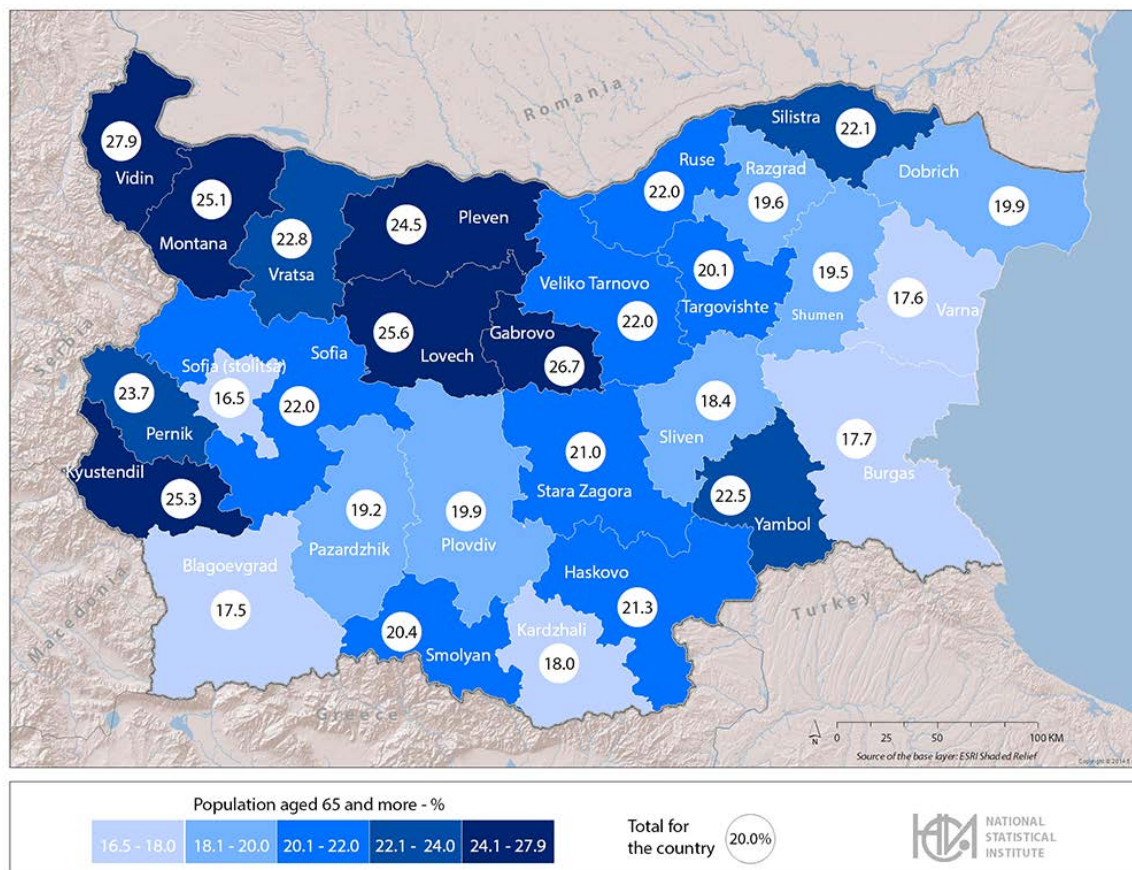 Romania
Silistra
22.1
27.9
Vidin
Ruse
22.0
Razgrad
19.6
Dobrich
19.9
25.1
Montana
24.5
Pleven
22.8
Vratsa
20.1
Targovishte
19.5
Shumen
17.6
Varna
Veliko Tarnovo
22.0
25.6
Lovech
Gabrovo
26.7
Serbia
Sofia
22.0
Sofia (stolitsa)
16.5
23.7
Pernik
18.4
Sliven
17.7
Burgas
21.0
Stara Zagora
Kyustendil
25.3
22.5
Yambol
19.2
Pazardzhik
19.9
Plovdiv
Blagoevgrad
17.5
Haskovo
21.3
Turkey
Macedonia
20.4
Smolyan
Kardzhali
18.0
Greece
N
0 25 50 100 KM
Source of the base layer: ESRI Shaded Relief
Population aged 65 and more - %
16.5 - 18.0 18.1 - 20.0 20.1 - 22.0 22.1 - 24.0 24.1 - 27.9
Total for
the country
20.0%
NATIONAL
STATISTICAL
INSTITUTE